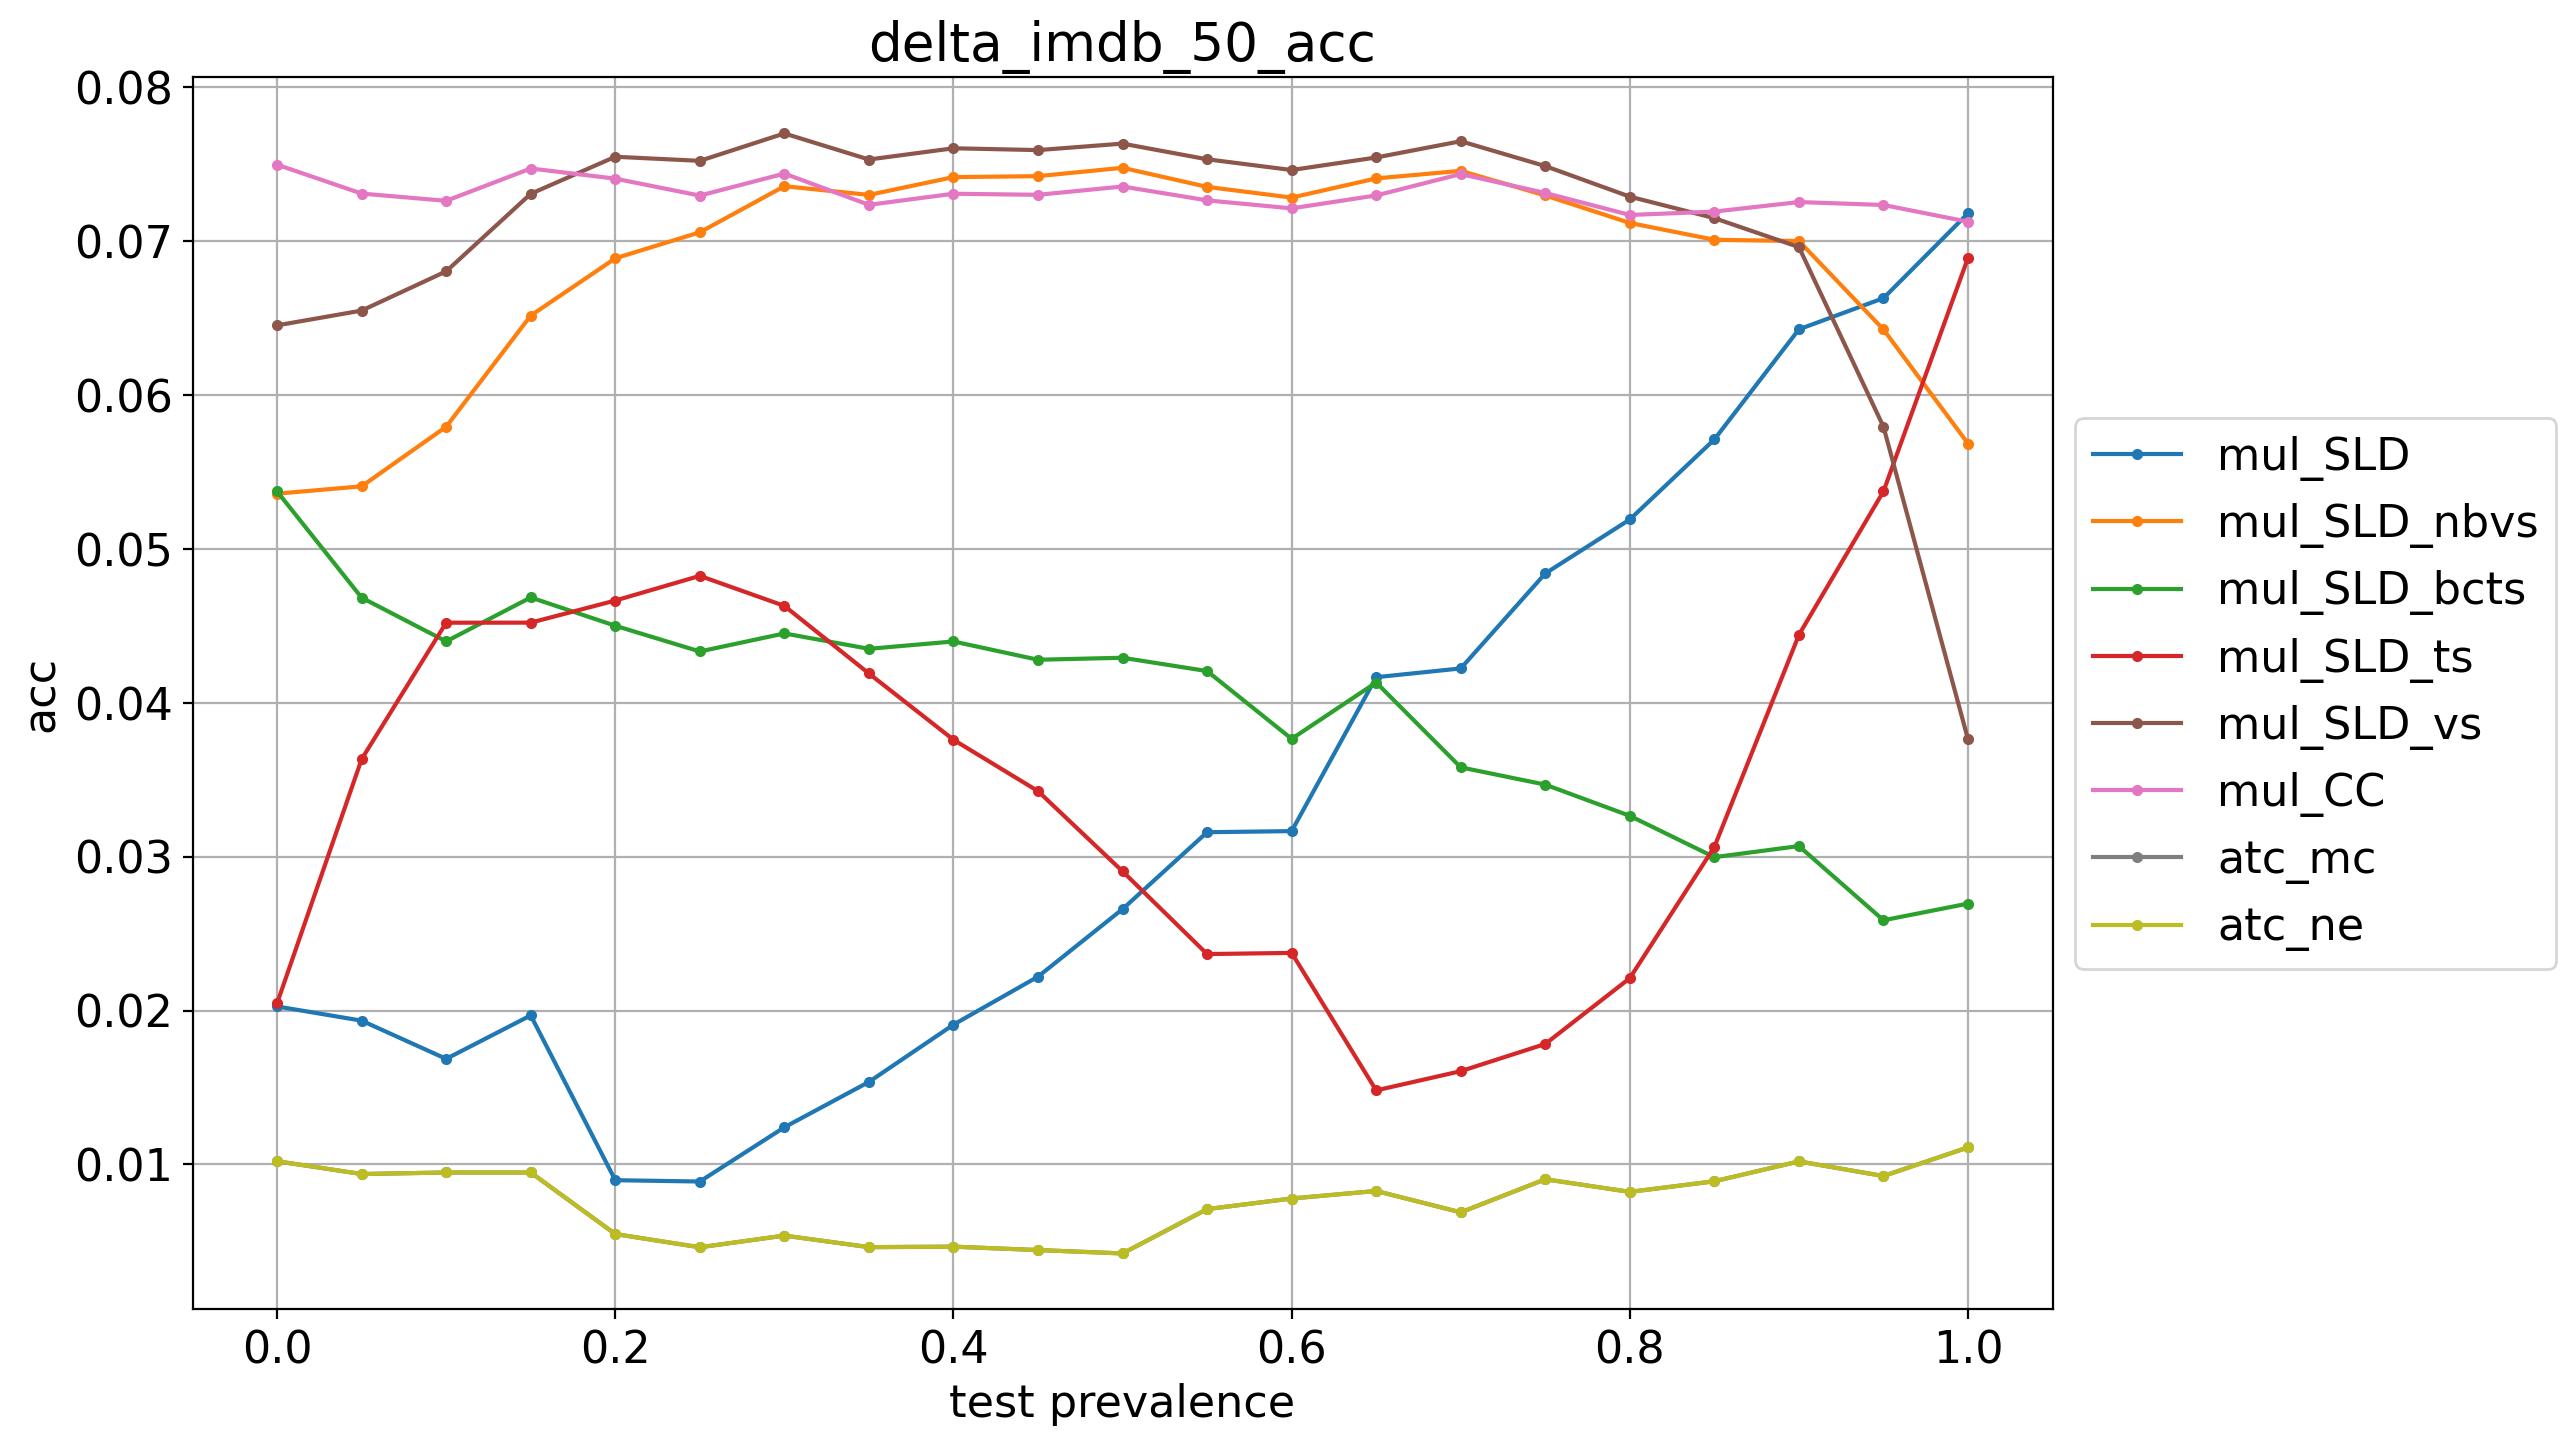 delta_imdb_50_acc
acc
0.08
0.07
0.06
0.05
0.04
0.03
0.02
0.01
0.0 0.2 0.4 0.6 0.8 1.0
test prevalence
mul_SLD
mul_SLD_nbvs
mul_SLD_bcts
mul_SLD_ts
mul_SLD_vs
mul_CC
atc_mc
atc_ne